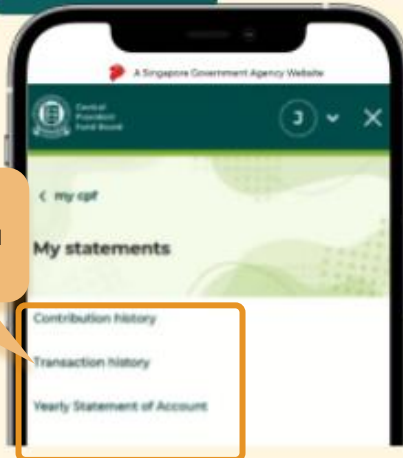 A Singapore Government Agency Website
Central
Provident
Fund Board
J
< my cpf
My statements
Contribution history
Transaction history
Yearly Statement of Account